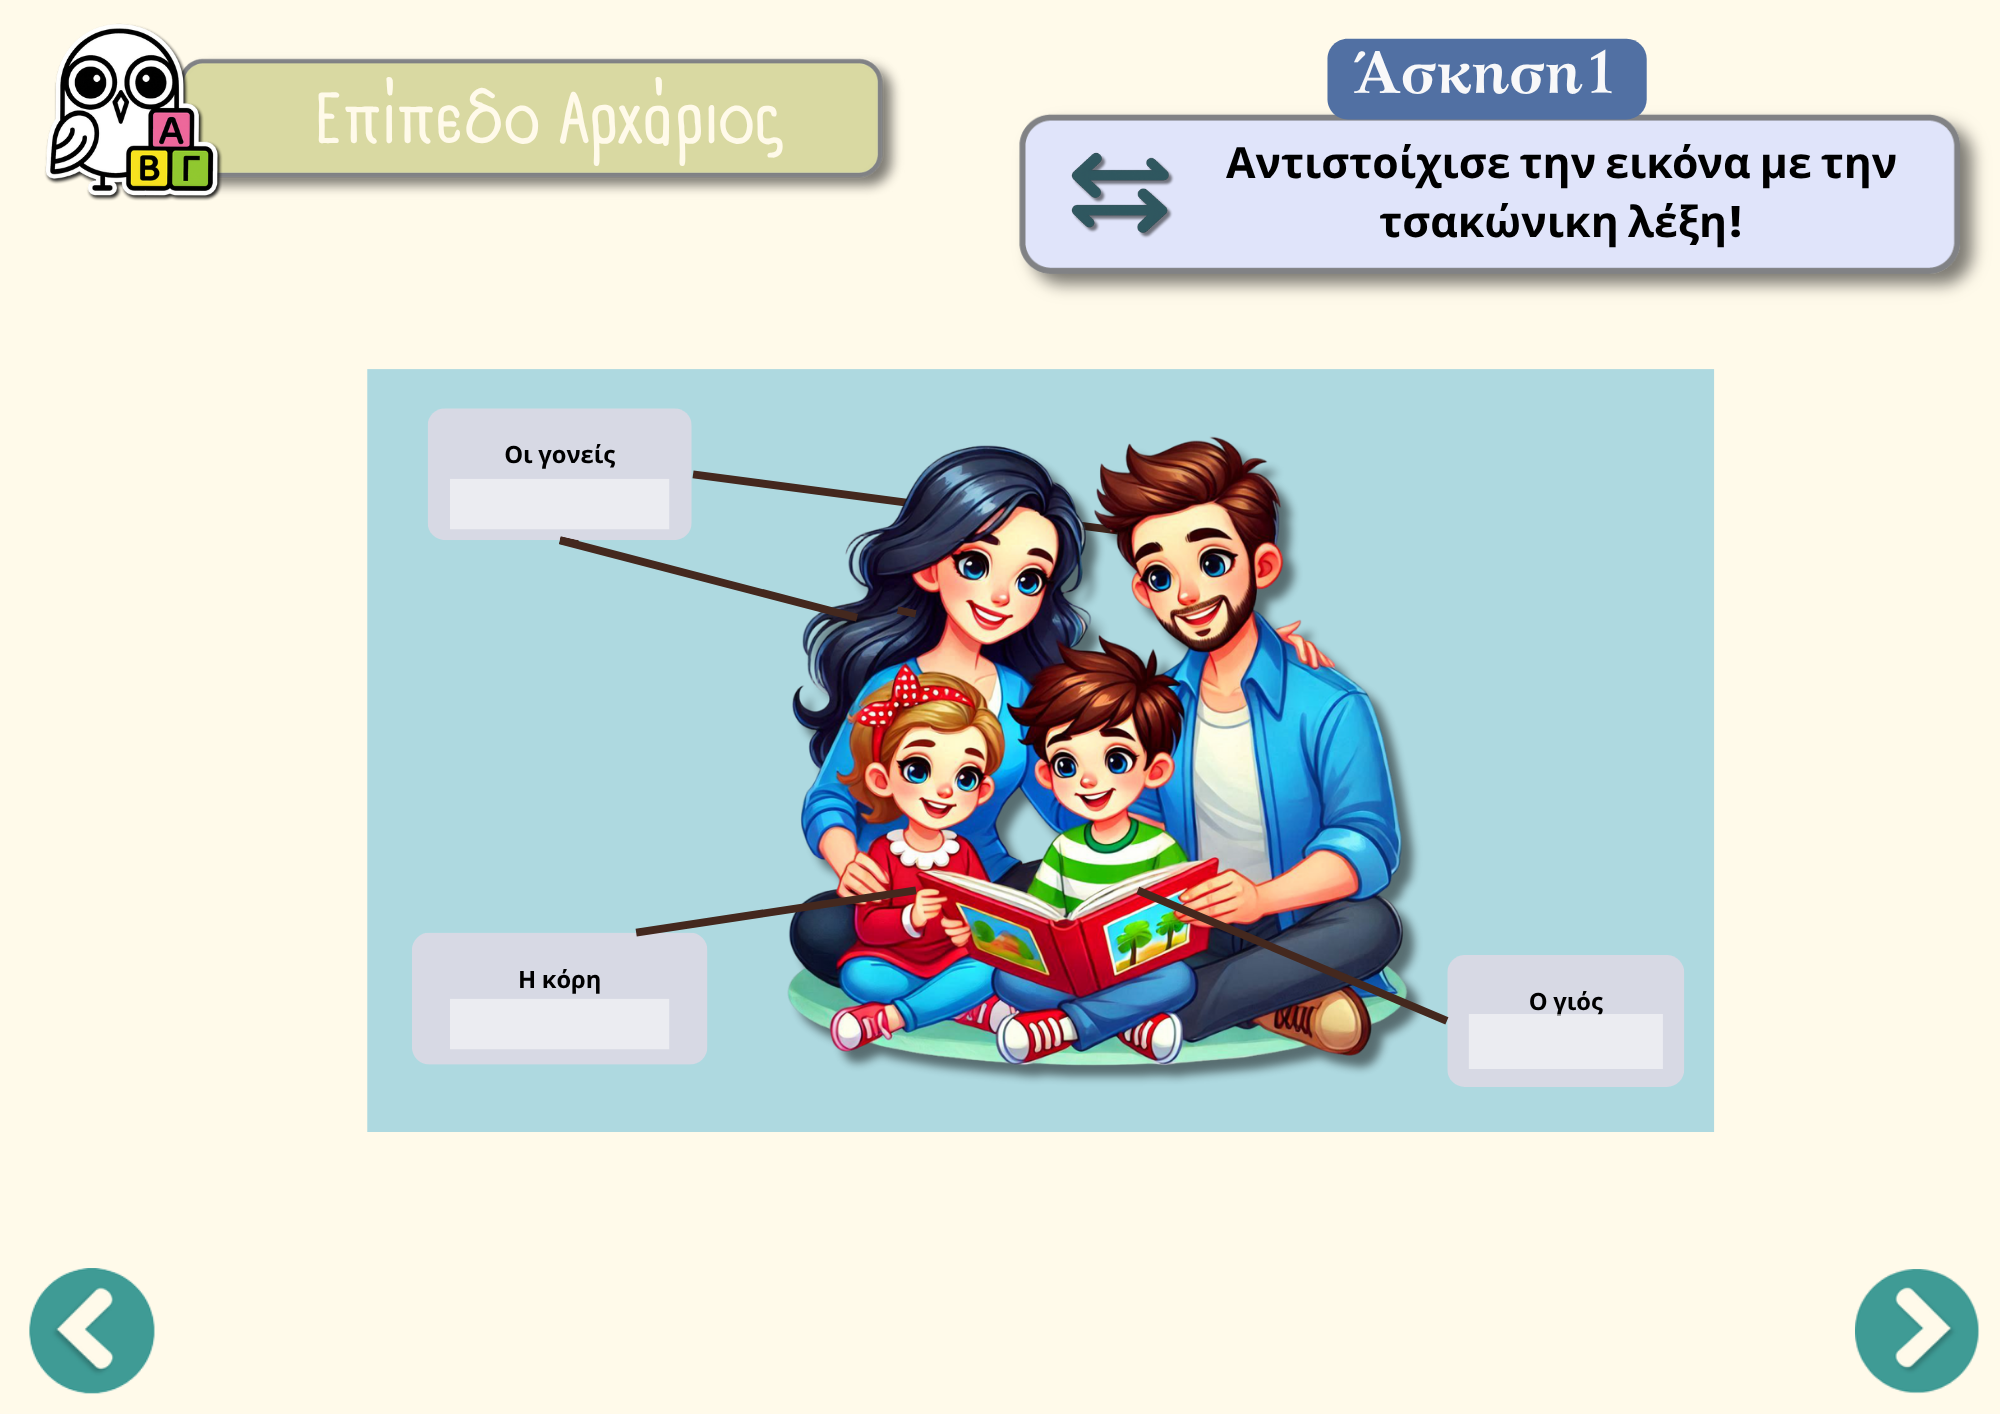 Α
Β Γ
Επίπεδο Αρχάριος
Άσκηση 1
Αντιστοίχισε την εικόνα με την
τσακώνικη λέξη!
Οι γονείς
Η κόρη
Ο γιός